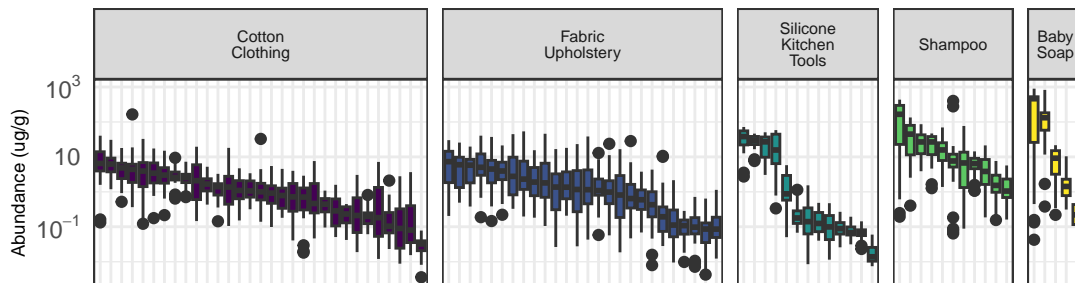 Cotton
Clothing
Fabric
Upholstery
Silicone
Kitchen
Tools
Shampoo
Baby
Soap
Abundance (ug/g)
10³
10
10⁻¹